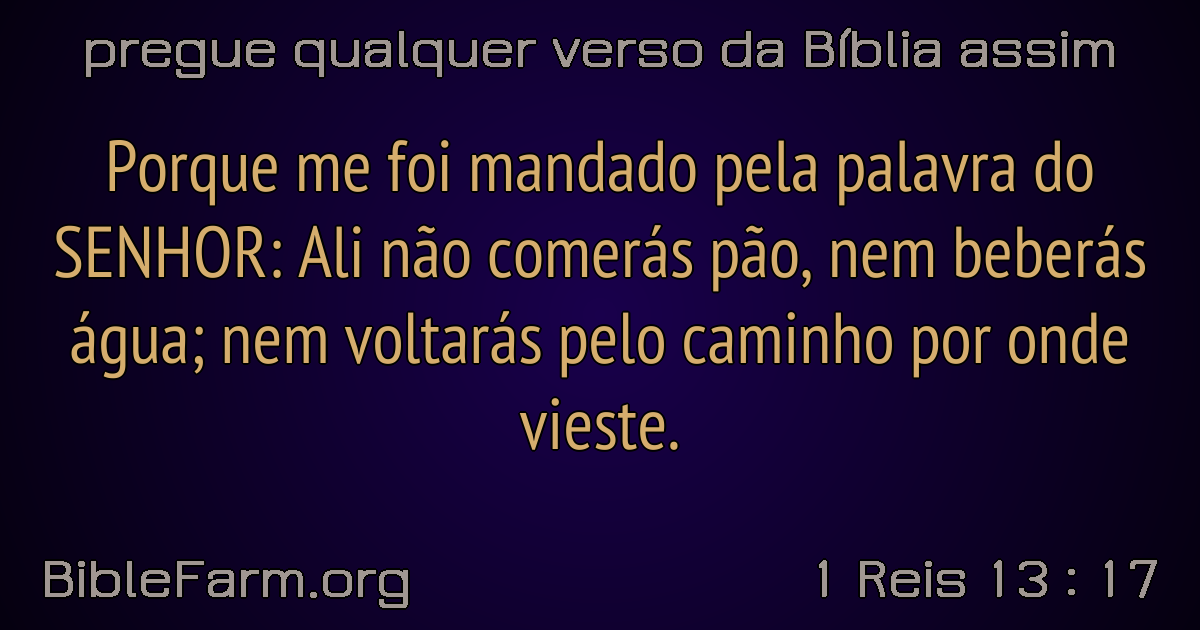 pregue qualquer verso da Bíblia assim
Porque me foi mandado pela palavra do
SENHOR: Ali não comerás pão, nem beberás
água; nem voltarás pelo caminho por onde
vieste.
BibleFarm.org
1 Reis 13 : 17